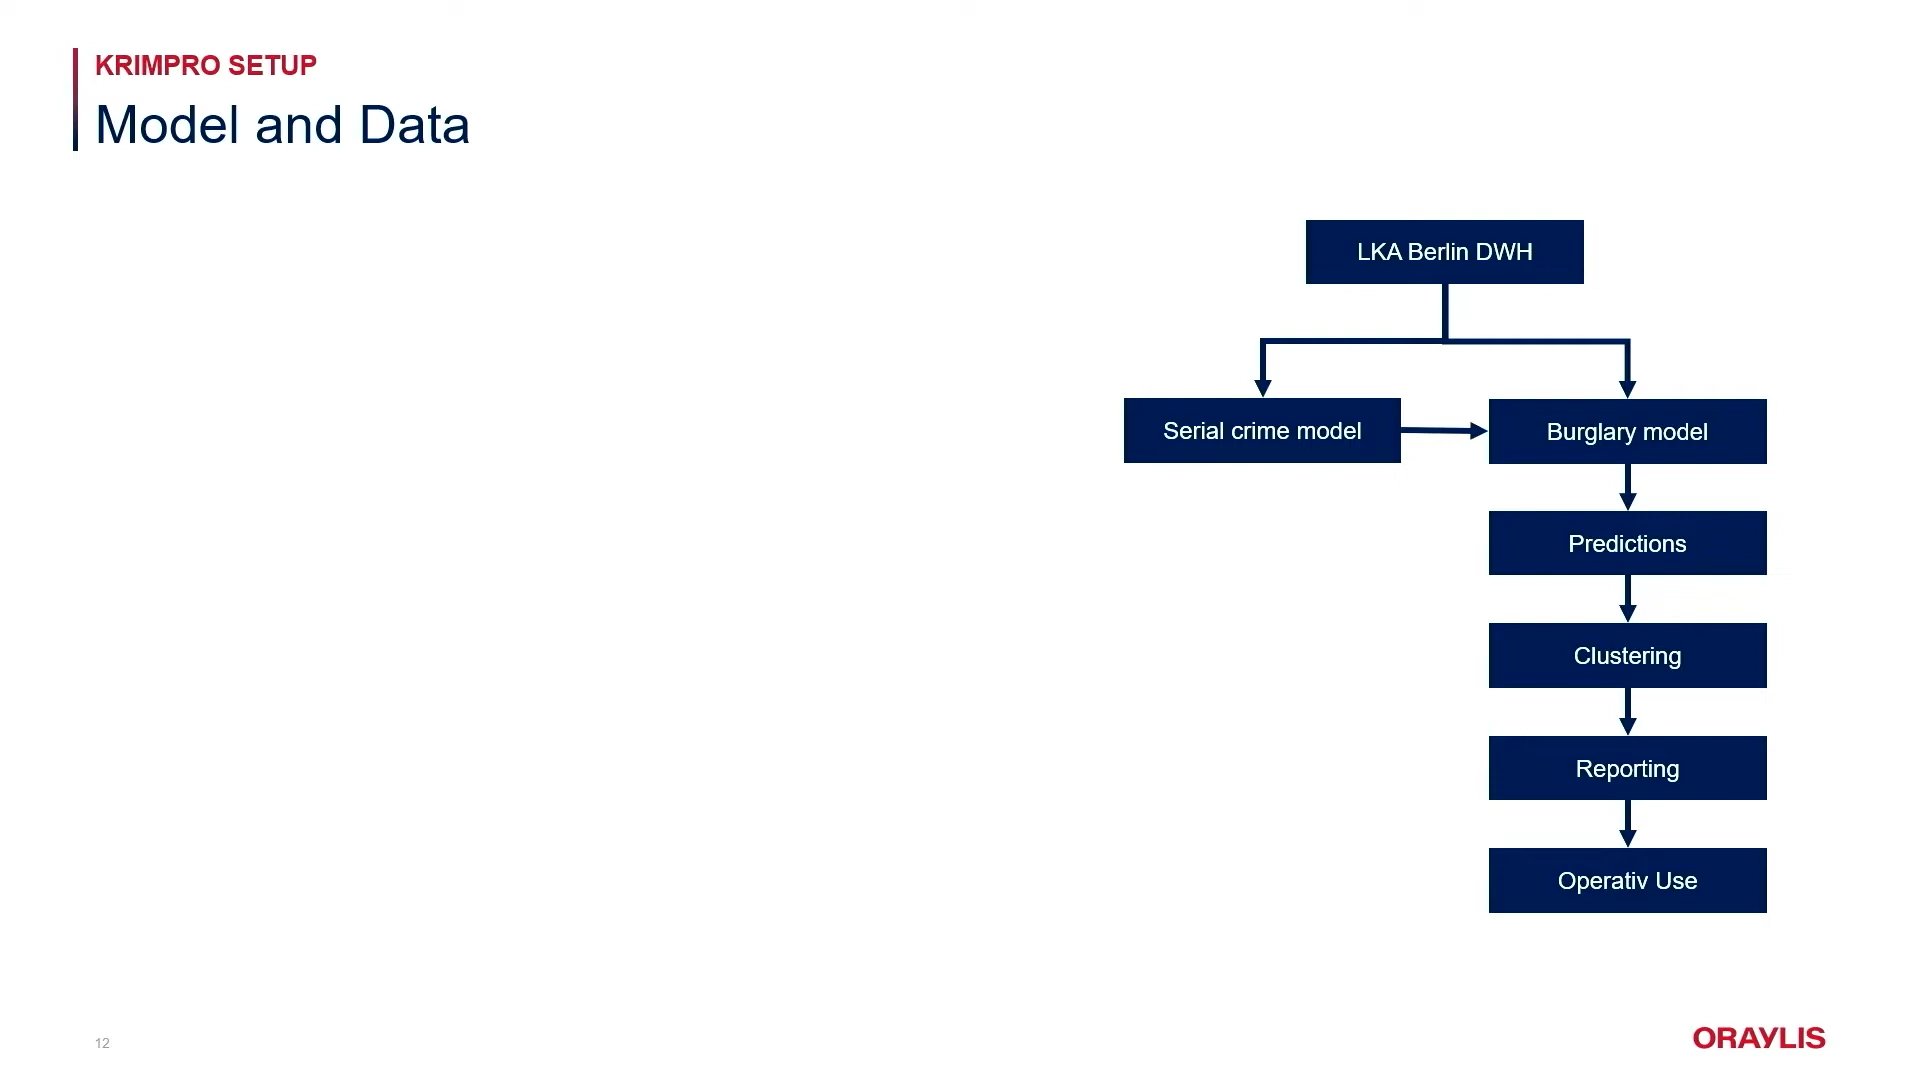 KRIMPRO SETUP
Model and Data
LKA Berlin DWH
Serial crime model
Burglary model
Predictions
Clustering
Reporting
Operativ Use
12
ORAYLIS